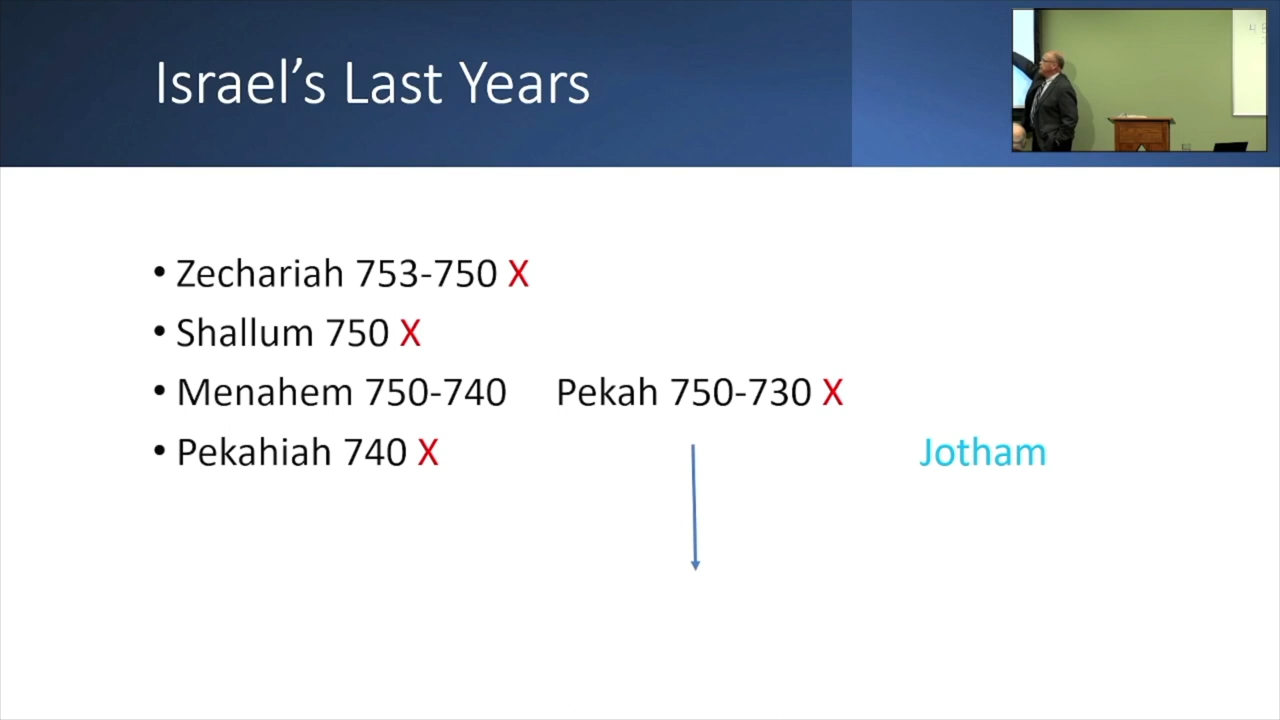 Israel's Last Years
• Zechariah 753-750 X
• Shallum 750 X
• Menahem 750-740 Pekah 750-730 X
• Pekahiah 740 X Jotham